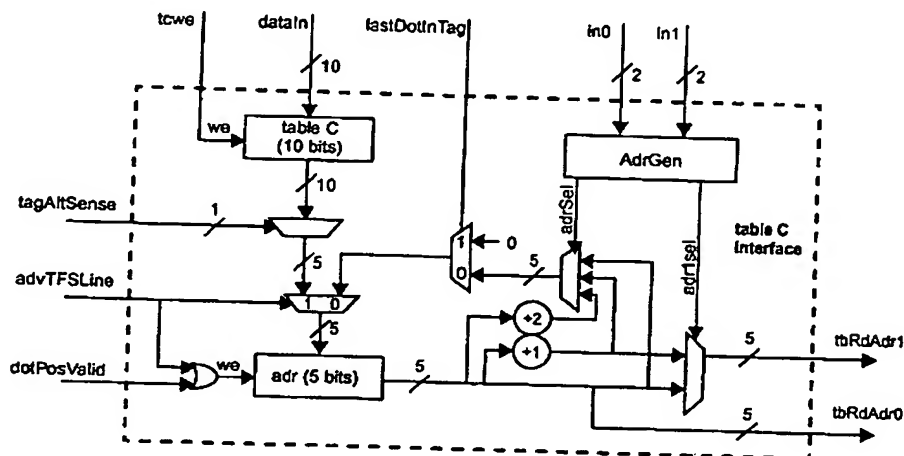 tcwe
dataIn
lastDotInTag
in0
in1
10
2
2
we
table C
(10 bits)
AdrGen
10
tagAltSense
1
adrSel
table C
Interface
1
0
0
5
5
adr1sel
advTFSLine
1 0
+2
5
5
tbRdAdr1
+1
dotPosValid
we
adr (5 bits)
5
5
tbRdAdr0